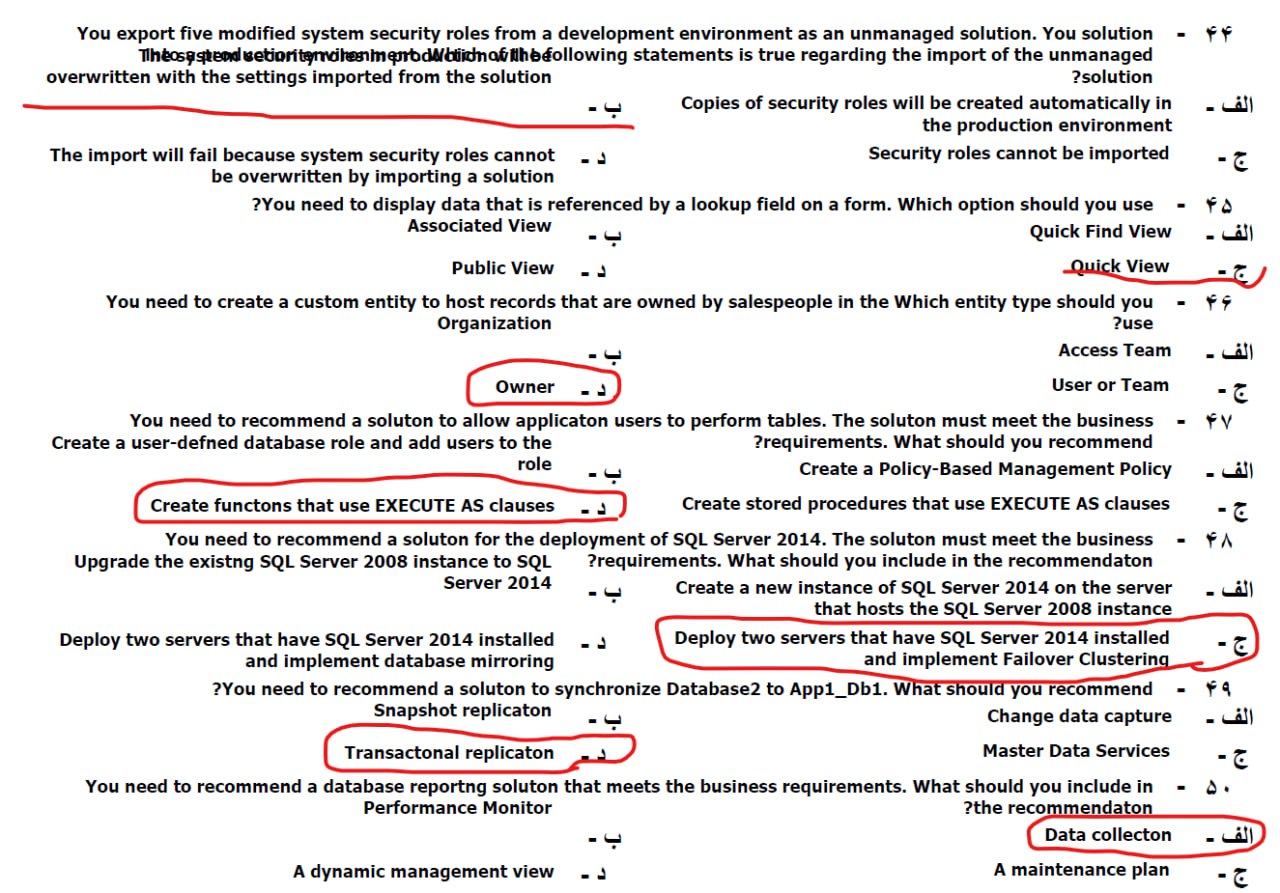 ۴۴ - You export five modified system security roles from a development environment as an unmanaged solution. You solution
into a production environment. Which of the following statements is true regarding the import of the unmanaged
solution?
الف - Copies of security roles will be created automatically in
the production environment
ب - The system security roles in production will be
overwritten with the settings imported from the solution
ج - Security roles cannot be imported
د - The import will fail because system security roles cannot
be overwritten by importing a solution
۴۵ - You need to display data that is referenced by a lookup field on a form. Which option should you use?
الف - Quick Find View
ب - Associated View
ج - Quick View
د - Public View
۴۶ - You need to create a custom entity to host records that are owned by salespeople in the Which entity type should you
use?
الف - Access Team
ب - Organization
ج - User or Team
د - Owner
۴۷ - You need to recommend a soluton to allow applicaton users to perform tables. The soluton must meet the business
requirements. What should you recommend?
الف - Create a Policy-Based Management Policy
ب - Create a user-defned database role and add users to the
role
ج - Create stored procedures that use EXECUTE AS clauses
د - Create functons that use EXECUTE AS clauses
۴۸ - You need to recommend a soluton for the deployment of SQL Server 2014. The soluton must meet the business
requirements. What should you include in the recommendaton?
الف - Create a new instance of SQL Server 2014 on the server
that hosts the SQL Server 2008 instance
ب - Upgrade the existng SQL Server 2008 instance to SQL
Server 2014
ج - Deploy two servers that have SQL Server 2014 installed
and implement Failover Clustering
د - Deploy two servers that have SQL Server 2014 installed
and implement database mirroring
۴۹ - You need to recommend a soluton to synchronize Database2 to App1_Db1. What should you recommend?
الف - Change data capture
ب - Snapshot replicaton
ج - Master Data Services
د - Transactonal replicaton
۵۰ - You need to recommend a database reportng soluton that meets the business requirements. What should you include in
the recommendaton?
الف - Data collecton
ب - Performance Monitor
ج - A maintenance plan
د - A dynamic management view